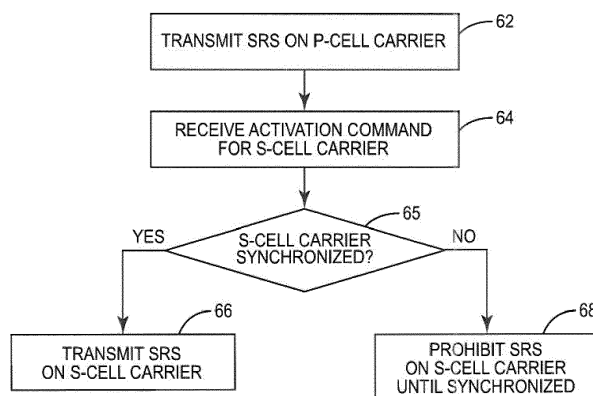 TRANSMIT SRS ON P-CELL CARRIER
62
RECEIVE ACTIVATION COMMAND
FOR S-CELL CARRIER
64
65
YES
S-CELL CARRIER
SYNCHRONIZED?
NO
66
TRANSMIT SRS
ON S-CELL CARRIER
68
PROHIBIT SRS
ON S-CELL CARRIER
UNTIL SYNCHRONIZED